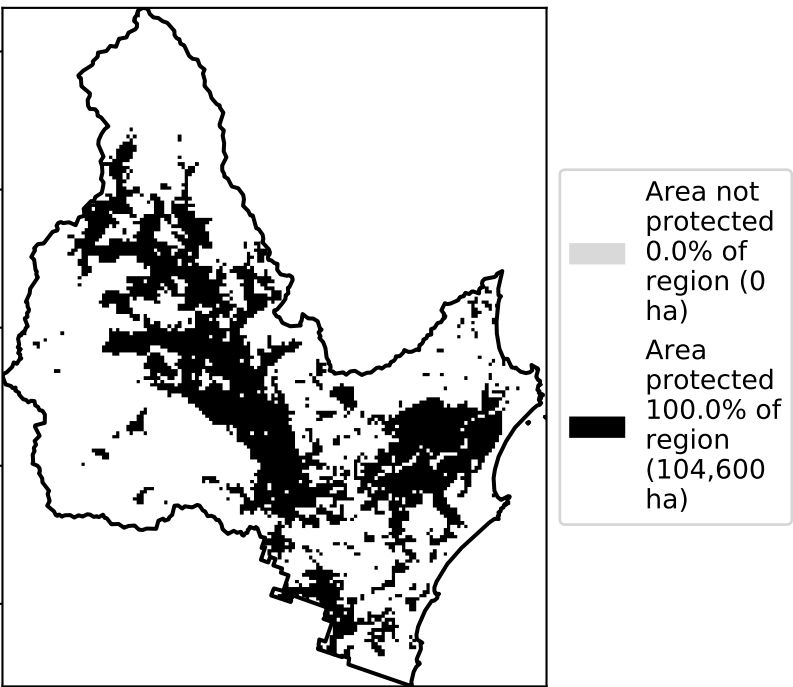 Area not
protected
0.0% of
region (0
ha)
Area
protected
100.0% of
region
(104,600
ha)